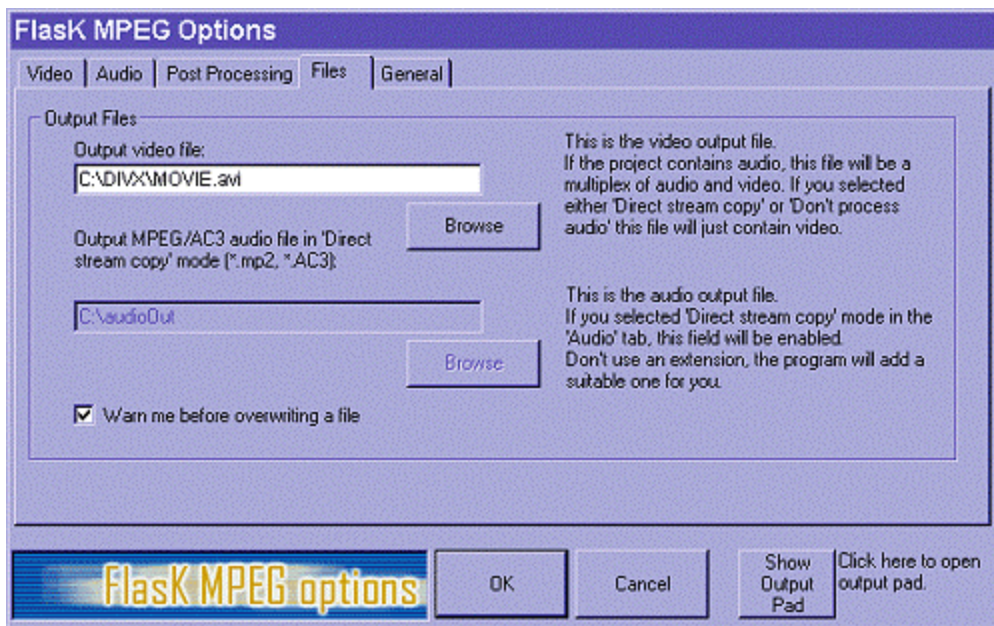 FlasK MPEG Options
Video
Audio
Post Processing
Files
General
Output Files
Output video file:
C:\DIVX\MOVIE.avi
Browse
This is the video output file.
If the project contains audio, this file will be a
multiplex of audio and video. If you selected
either 'Direct stream copy' or 'Don't process
audio' this file will just contain video.
Output MPEG/AC3 audio file in 'Direct
stream copy' mode (*.mp2, *.AC3):
C:\audioOut
Browse
This is the audio output file.
If you selected 'Direct stream copy' mode in the
'Audio' tab, this field will be enabled.
Don't use an extension, the program will add a
suitable one for you.
Warn me before overwriting a file
FlasK MPEG options
OK
Cancel
Show
Output
Pad
Click here to open
output pad.